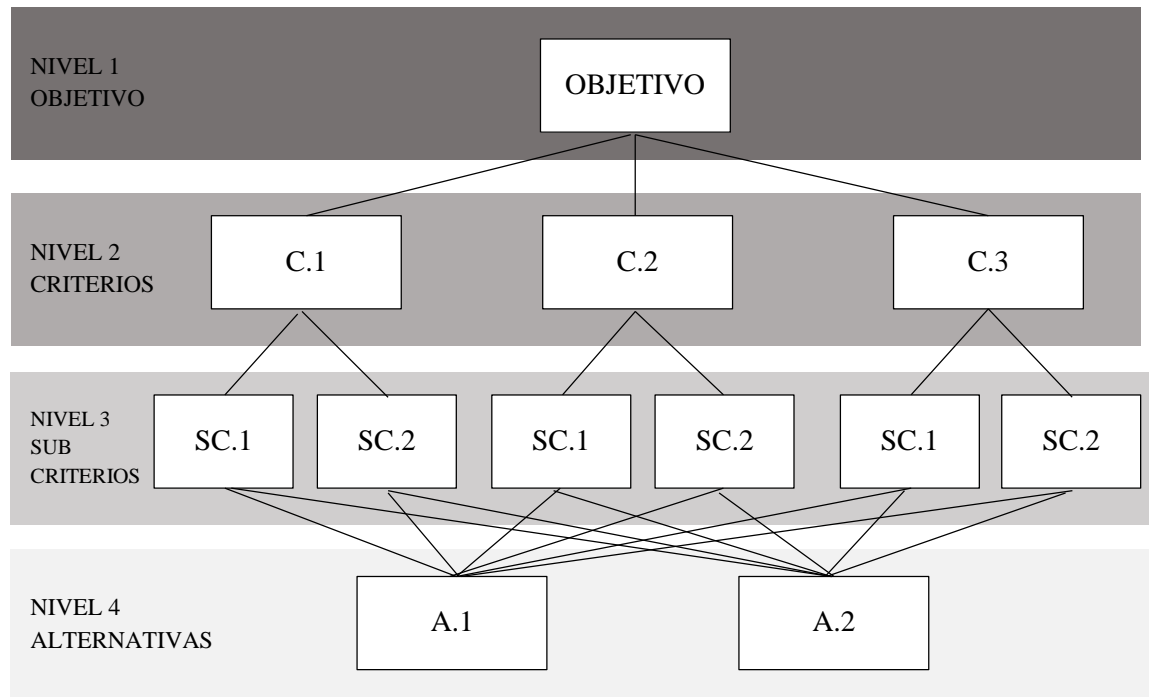 NIVEL 1
OBJETIVO
OBJETIVO
NIVEL 2
CRITERIOS
C.1
C.2
C.3
NIVEL 3
SUB
CRITERIOS
SC.1
SC.2
SC.1
SC.2
SC.1
SC.2
NIVEL 4
ALTERNATIVAS
A.1
A.2